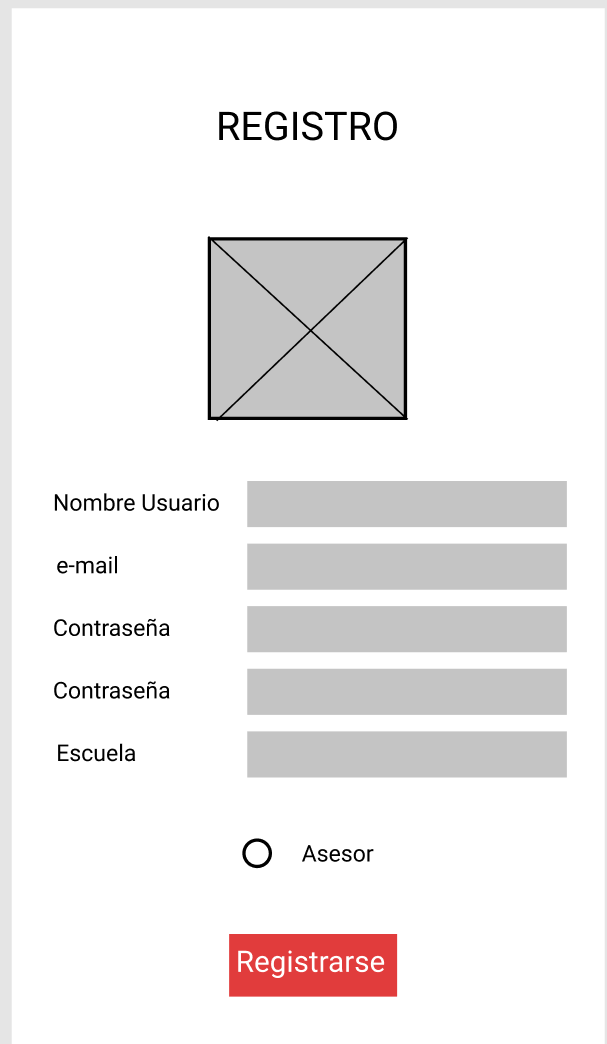 REGISTRO
Nombre Usuario
e-mail
Contraseña
Contraseña
Escuela
Asesor
Registrarse